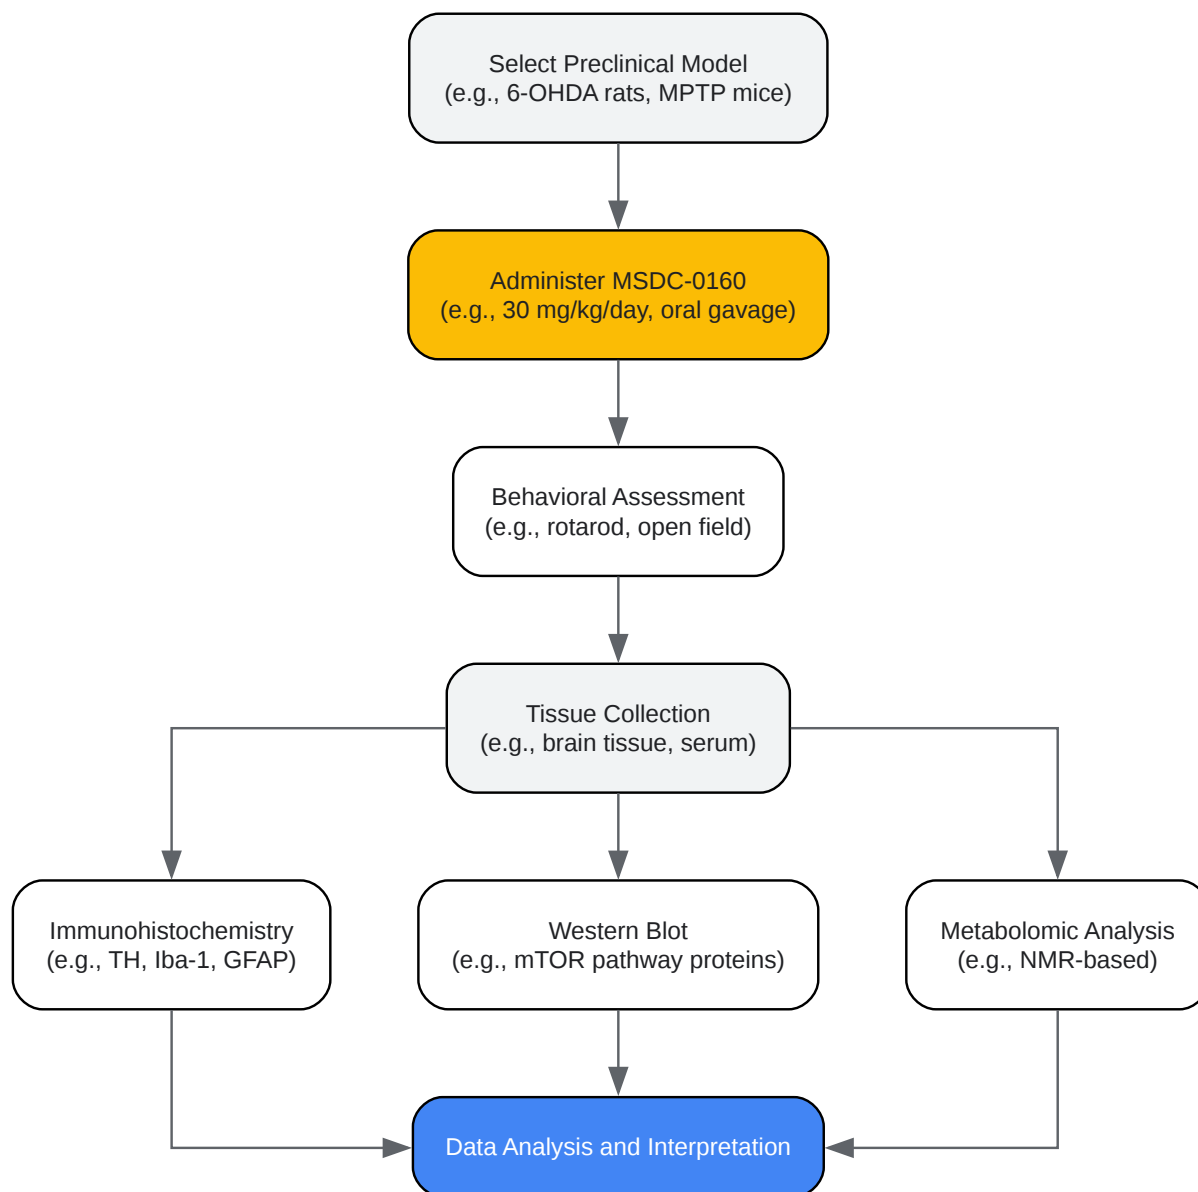 Select Preclinical Model
(e.g., 6-OHDA rats, MPTP mice)
Administer MSDC-0160
(e.g., 30 mg/kg/day, oral gavage)
Behavioral Assessment
(e.g., rotarod, open field)
Tissue Collection
(e.g., brain tissue, serum)
Immunohistochemistry
(e.g., TH, Iba-1, GFAP)
Western Blot
(e.g., mTOR pathway proteins)
Metabolomic Analysis
(e.g., NMR-based)
Data Analysis and Interpretation